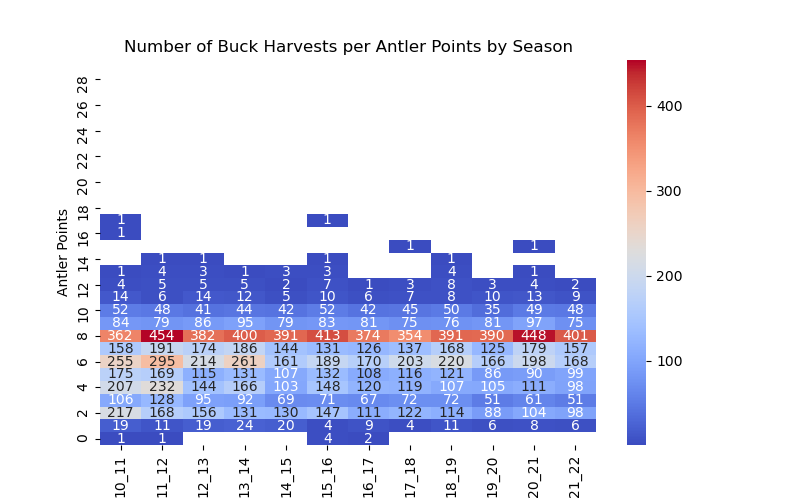 Number of Buck Harvests per Antler Points by Season
Antler Points
28
26
24
22
20
18
1 1
16 1
1 1
14 1 1 1 1
1 4 3 1 3 3 4 1
12 4 5 5 5 2 7 1 3 8 3 4 2
14 6 14 12 5 10 6 7 8 10 13 9
10 52 48 41 44 42 52 42 45 50 35 49 48
84 79 86 95 79 83 81 75 76 81 97 75
8 362 454 382 400 391 413 374 354 391 390 448 401
158 191 174 186 144 131 126 137 168 125 179 157
6 255 295 214 261 161 189 170 203 220 166 198 168
175 169 115 131 107 132 108 116 121 86 90 99
4 207 232 144 166 103 148 120 119 107 105 111 98
106 128 95 92 69 71 67 72 72 51 61 51
2 217 168 156 131 130 147 111 122 114 88 104 98
19 11 19 24 20 4 9 4 11 6 8 6
0 1 1 4 2
10_11 11_12 12_13 13_14 14_15 15_16 16_17 17_18 18_19 19_20 20_21 21_22
400
300
200
100